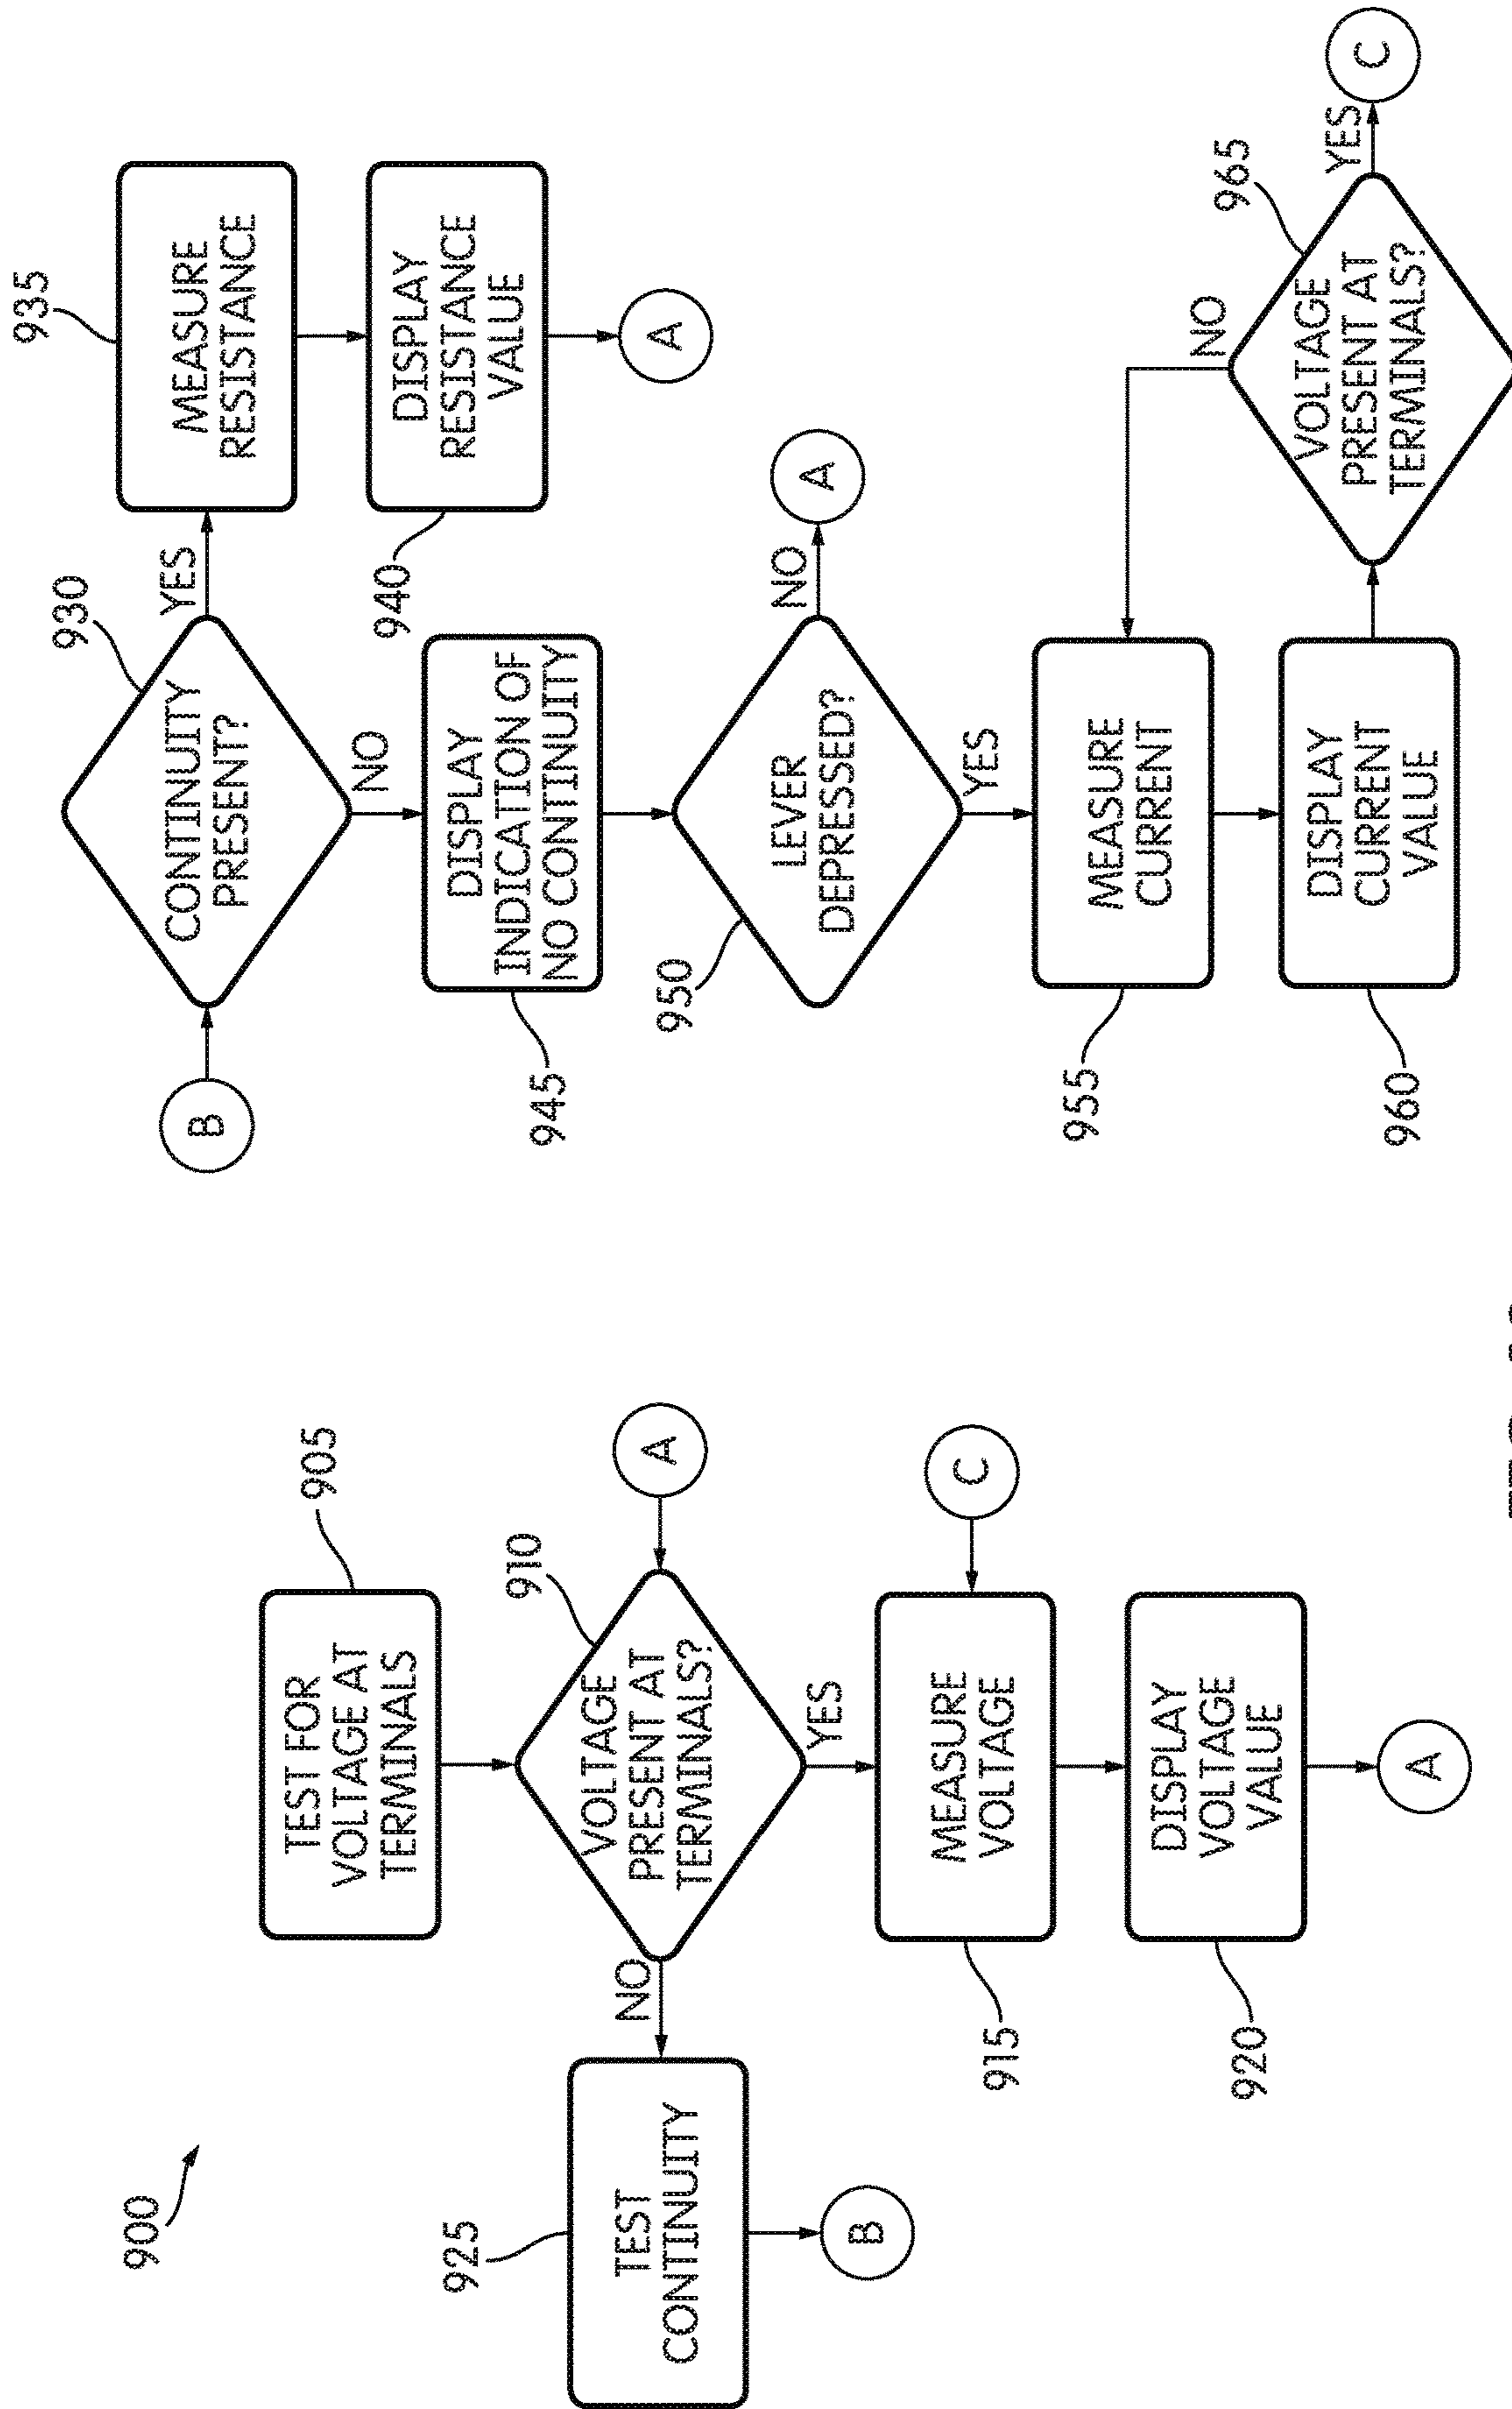 900
TEST FOR
VOLTAGE AT
TERMINALS
905
VOLTAGE
PRESENT AT
TERMINALS?
910
A
NO
YES
TEST
CONTINUITY
925
B
MEASURE
VOLTAGE
915
C
DISPLAY
VOLTAGE
VALUE
920
A
B
CONTINUITY
PRESENT?
930
YES
NO
MEASURE
RESISTANCE
935
DISPLAY
RESISTANCE
VALUE
940
A
DISPLAY
INDICATION OF
NO CONTINUITY
945
LEVER
DEPRESSED?
950
NO
A
YES
MEASURE
CURRENT
955
DISPLAY
CURRENT
VALUE
960
VOLTAGE
PRESENT AT
TERMINALS?
965
NO
YES
C